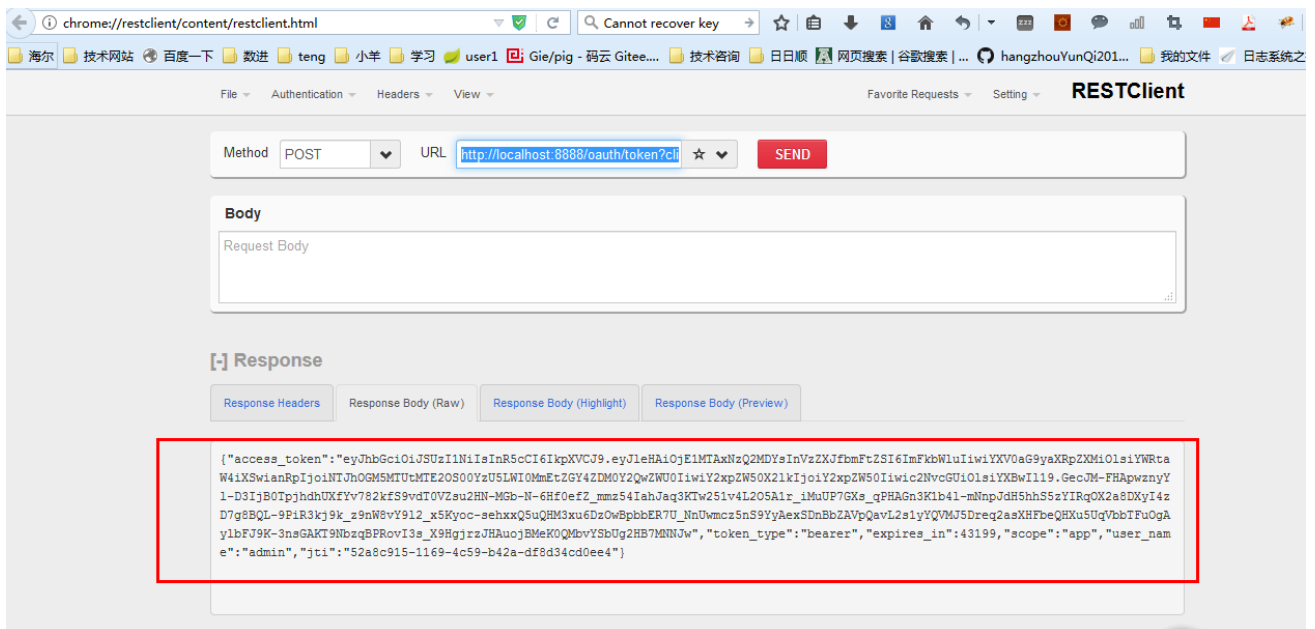 chrome://restclient/content/restclient.html
Cannot recover key
海尔 技术网站 百度一下 数进 teng 小羊 学习 user1 Gie/pig - 码云 Gitee.... 技术咨询 日日顺 网页搜索 | 谷歌搜索 | ... hangzhouYunQi201... 我的文件 日志系统之
File Authentication Headers View Favorite Requests Setting RESTClient
Method POST URL http://localhost:8888/oauth/token?cli SEND
Body
Request Body
[-] Response
Response Headers Response Body (Raw) Response Body (Highlight) Response Body (Preview)
{"access_token":"eyJhbGciOiJSUzI1NiIsInR5cCI6IkpXVCJ9.eyJleHAiOjE1MTAxNzQ2MDYsInVzZXJfbmFtZSI6ImFkbWluIiwiYXV0aG9yaXRpZXMiOlsiYWRta
W4iXSwianRpIjoiNTJhOGM5MTUtMTE2OS00YzU5LWI0MmEtZGY4ZDM0Y2QwZWU0IiwiY2xpZW50X2lkIjoiY2xpZW50Iiwic2NvcGUiOlsiYXBwIl19.GecJM-FHApwznyY
l-D3IjB0TpjhdhUXfYv782kfS9vdT0VZsu2HN-MGb-N-6Hf0efZ_mmz54IahJaq3KTw251v4L2O5A1r_iMuUP7GXs_qPHAGn3K1b4l-mNnpJdH5hhS5zYIRqOX2a8DXyI4z
D7g8BQL-9PiR3kj9k_z9nW8vY9l2_x5Kyoc-sehxxQ5uQHM3xu6DzOwBpbbER7U_NnUwmcz5nS9YyAexSDnBbZAVpQavL2s1yYQVMJ5Dreq2asXHFbeQHXu5UqVbbTFuOgA
ylbFJ9K-3nsGAKT9NbzqBPRovI3s_X9HgjrzJHAuojBMeK0QMbvYSbUg2HB7MNNJw","token_type":"bearer","expires_in":43199,"scope":"app","user_nam
e":"admin","jti":"52a8c915-1169-4c59-b42a-df8d34cd0ee4"}